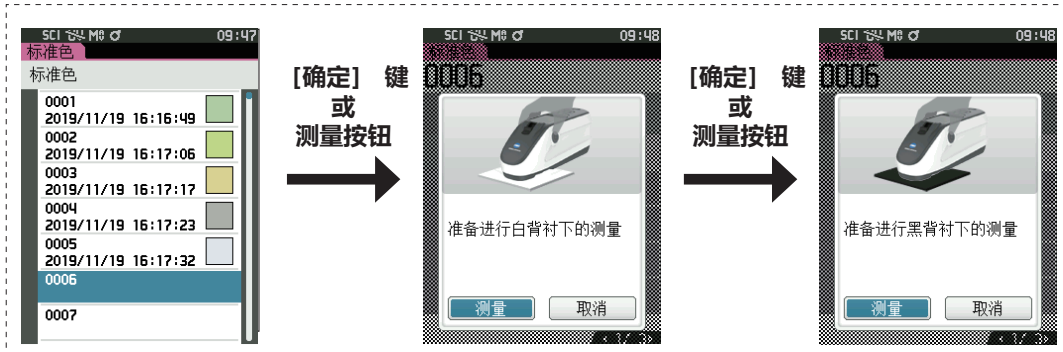 SCI M 09:47
标准色
标准色
0001
2019/11/19 16:16:49
0002
2019/11/19 16:17:06
0003
2019/11/19 16:17:17
0004
2019/11/19 16:17:23
0005
2019/11/19 16:17:32
0006
0007
[确定] 键
或
测量按钮
SCI M 09:48
标准色
0006
准备进行白背衬下的测量
测量 取消
< 1/ 3>
[确定] 键
或
测量按钮
SCI M 09:48
标准色
0006
准备进行黑背衬下的测量
测量 取消
< 1/ 3>